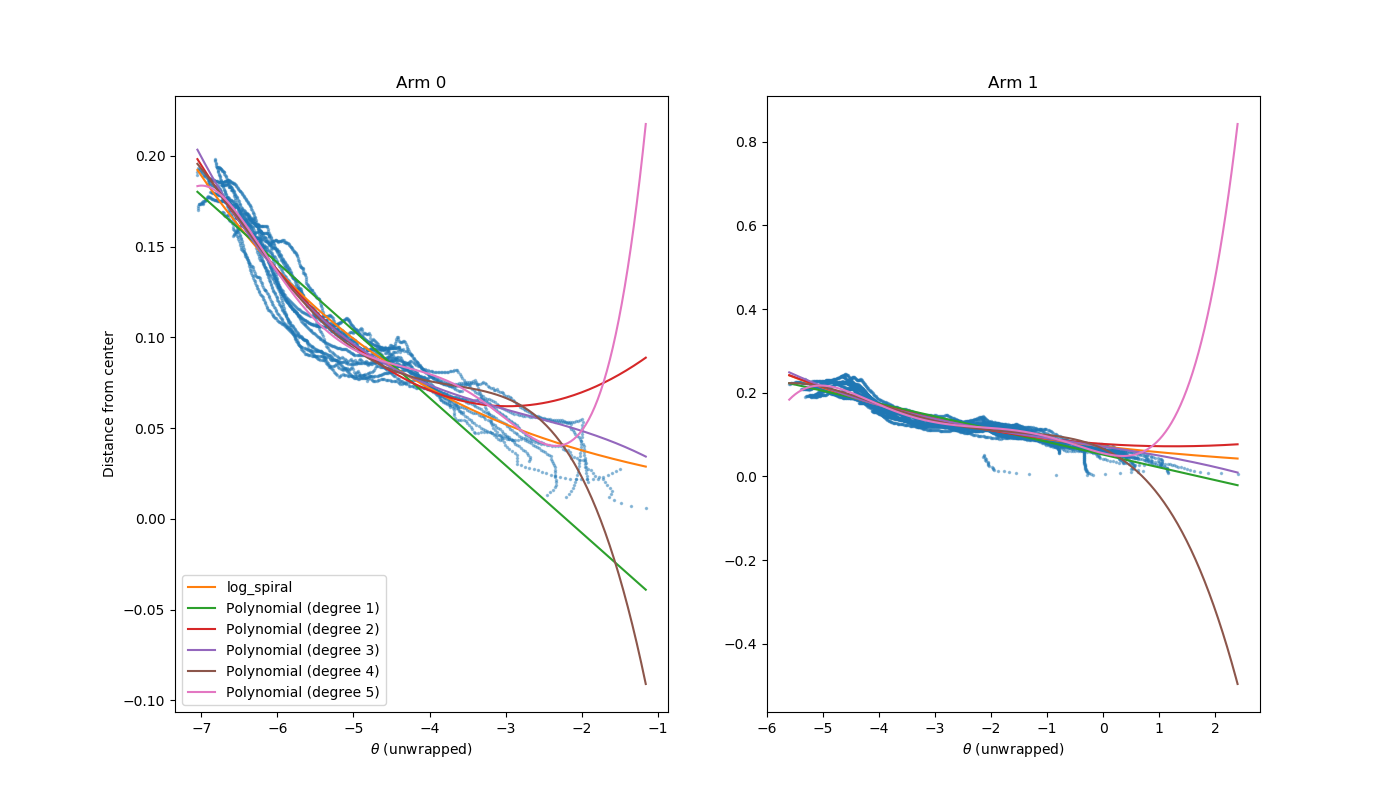 Arm 0
Distance from center
0.20
0.15
0.10
0.05
0.00
−0.05
−0.10
log_spiral
Polynomial (degree 1)
Polynomial (degree 2)
Polynomial (degree 3)
Polynomial (degree 4)
Polynomial (degree 5)
−7 −6 −5 −4 −3 −2 −1
θ (unwrapped)
Arm 1
0.8
0.6
0.4
0.2
0.0
−0.2
−0.4
−6 −5 −4 −3 −2 −1 0 1 2
θ (unwrapped)